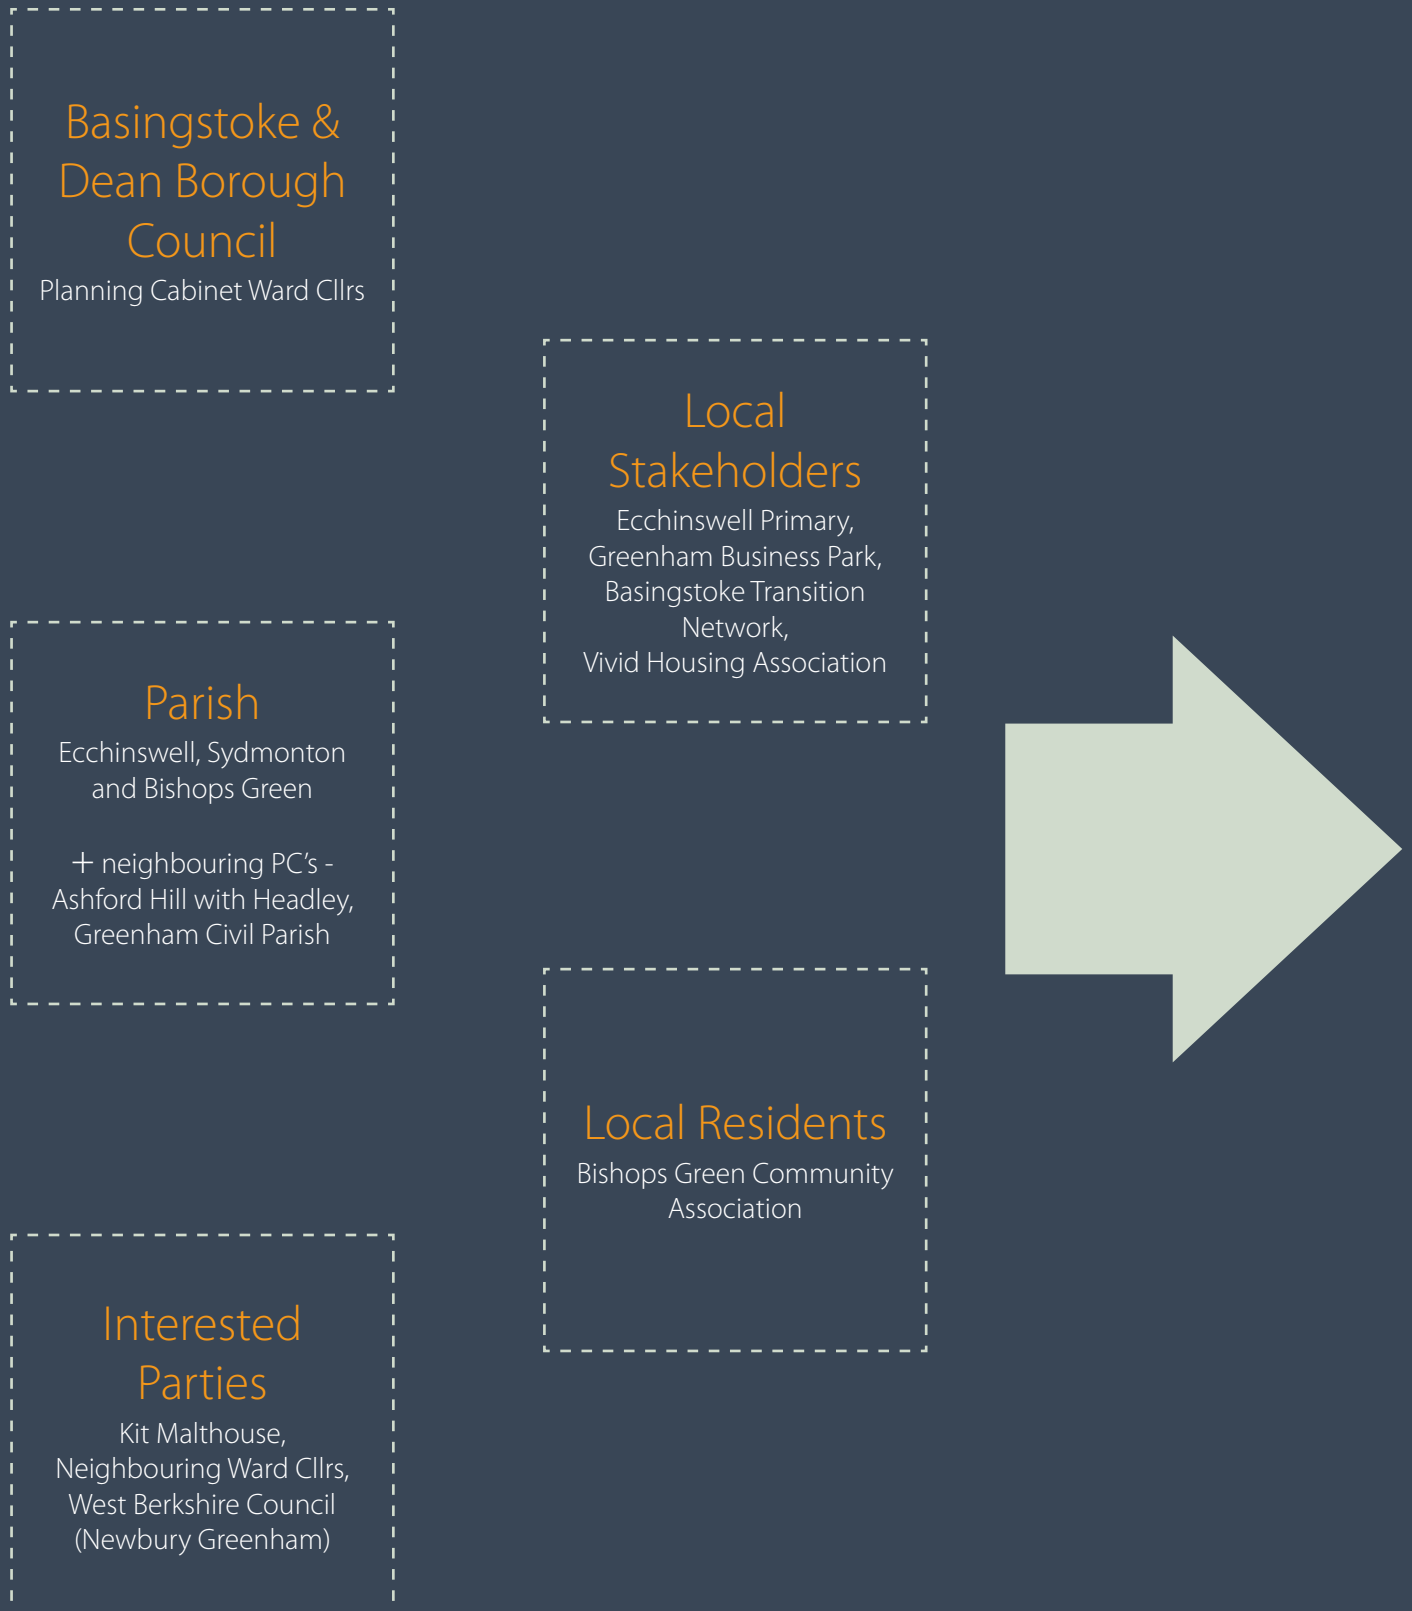 Basingstoke &
Dean Borough
Council
Planning Cabinet Ward Cllrs
Local
Stakeholders
Ecchinswell Primary,
Greenham Business Park,
Basingstoke Transition
Network,
Vivid Housing Association
Parish
Ecchinswell, Sydmonton
and Bishops Green
+ neighbouring PC’s -
Ashford Hill with Headley,
Greenham Civil Parish
Local Residents
Bishops Green Community
Association
Interested
Parties
Kit Malthouse,
Neighbouring Ward Cllrs,
West Berkshire Council
(Newbury Greenham)